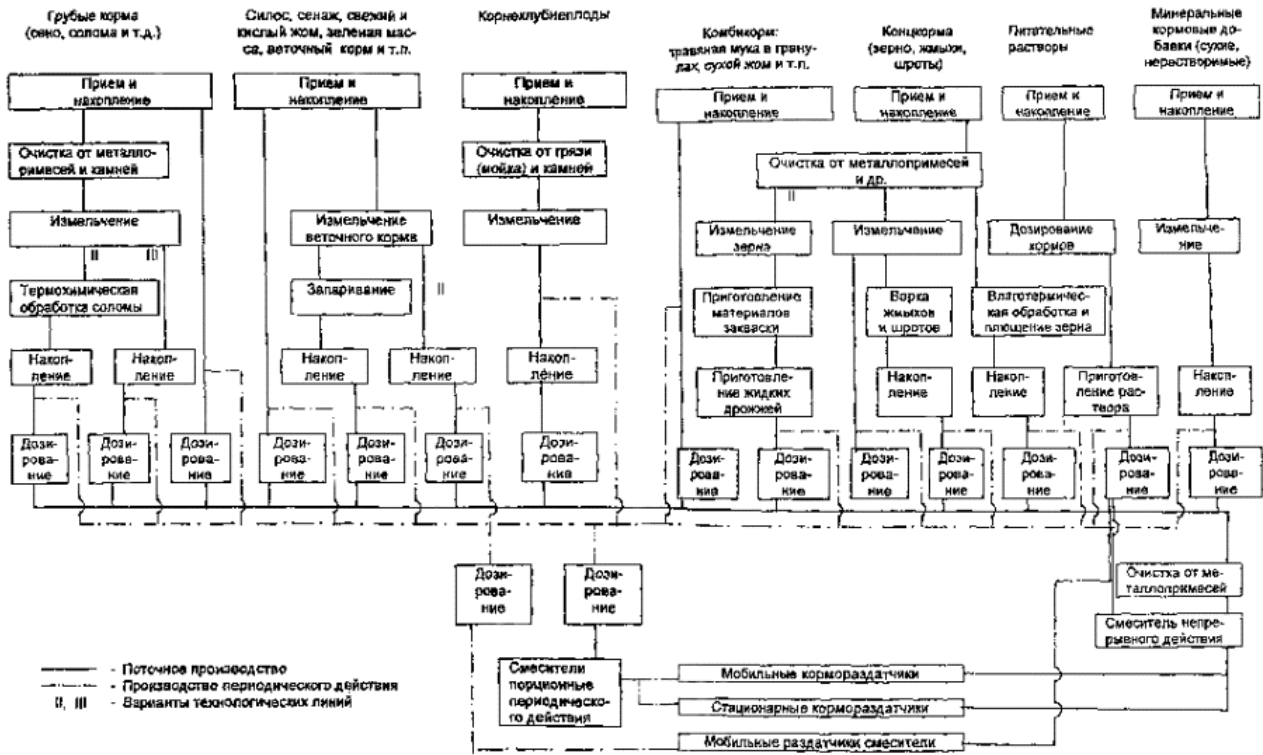 Грубые корма
(сено, солома и т.д.)
Силос, сенаж, свежий и
кислый жом, зеленая мас-
са, веточный корм и т.п.
Корнеклубнеплоды
Комбикорм:
травяная мука в грану-
лах, сухой жом и т.п.
Концкорма
(зерно, жмыхи,
шроты)
Питательные
растворы
Минеральные
кормовые до-
бавки (сухие,
нерастворимые)
Прием и
накопление
Прием и
накопление
Прием и
накопление
Прием и
накопление
Прием и
накопление
Прием и
накопление
Прием и
накопление
Очистка от металло-
римесей и камней
Очистка от грязи
(мойка) и камной
Очистка от металлопримесей
и др.
II
Измельчение
II
III
Измельчение
веточного корма
Измельчение
Измельчение
зерна
Измельчение
Дозирование
кормов
Измельче-
ние
Термохимическая
обработка соломы
Запаривание
II
Приготовление
материалов
закваски
Варка
жмыхов
и шротов
Влаготермичес-
кая обработка и
плющение зерна
Накоп-
ление
Накоп-
ление
Накоп-
ление
Накоп-
ление
Накоп-
ление
Приготовле-
ние жидких
дрожжей
Накоп-
ление
Накоп-
ление
Приготов-
ление рас-
твора
Накоп-
ление
Дози-
рова-
ние
Дози-
рова-
ние
Дози-
рова-
ние
Дози-
рова-
ние
Дози-
рова-
ние
Дози-
рова-
ние
Дози-
рова-
ние
Дози-
рова-
ние
Дози-
рова-
ние
Дози-
рова-
ние
Дози-
рова-
ние
Дози-
рова-
ние
Дози-
рова-
ние
Дози-
рова-
ние
Дози-
рова-
ние
Дози-
рова-
ние
Очистка от ме-
таллопримесей
Смеситель непре-
рывного действия
- Поточное производство
- Производство периодического действия
II, III - Варианты технологических линий
Смесители
порционные
периодическо-
го действия
Мобильные кормораздатчики
Стационарные кормораздатчики
Мобильные раздатчики смесители